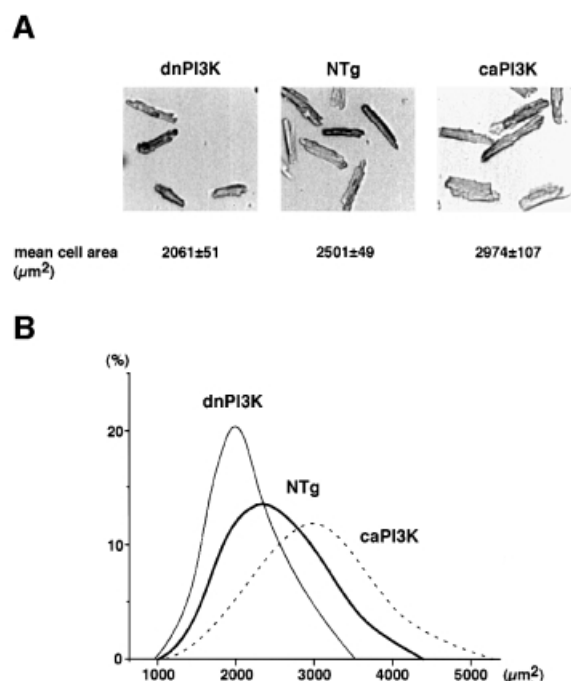 A
dnPI3K NTg caPI3K
mean cell area 2061±51 2501±49 2974±107
(µm²)
B
(%)
dnPI3K
20
NTg
caPI3K
10
0
1000 2000 3000 4000 5000 (µm²)